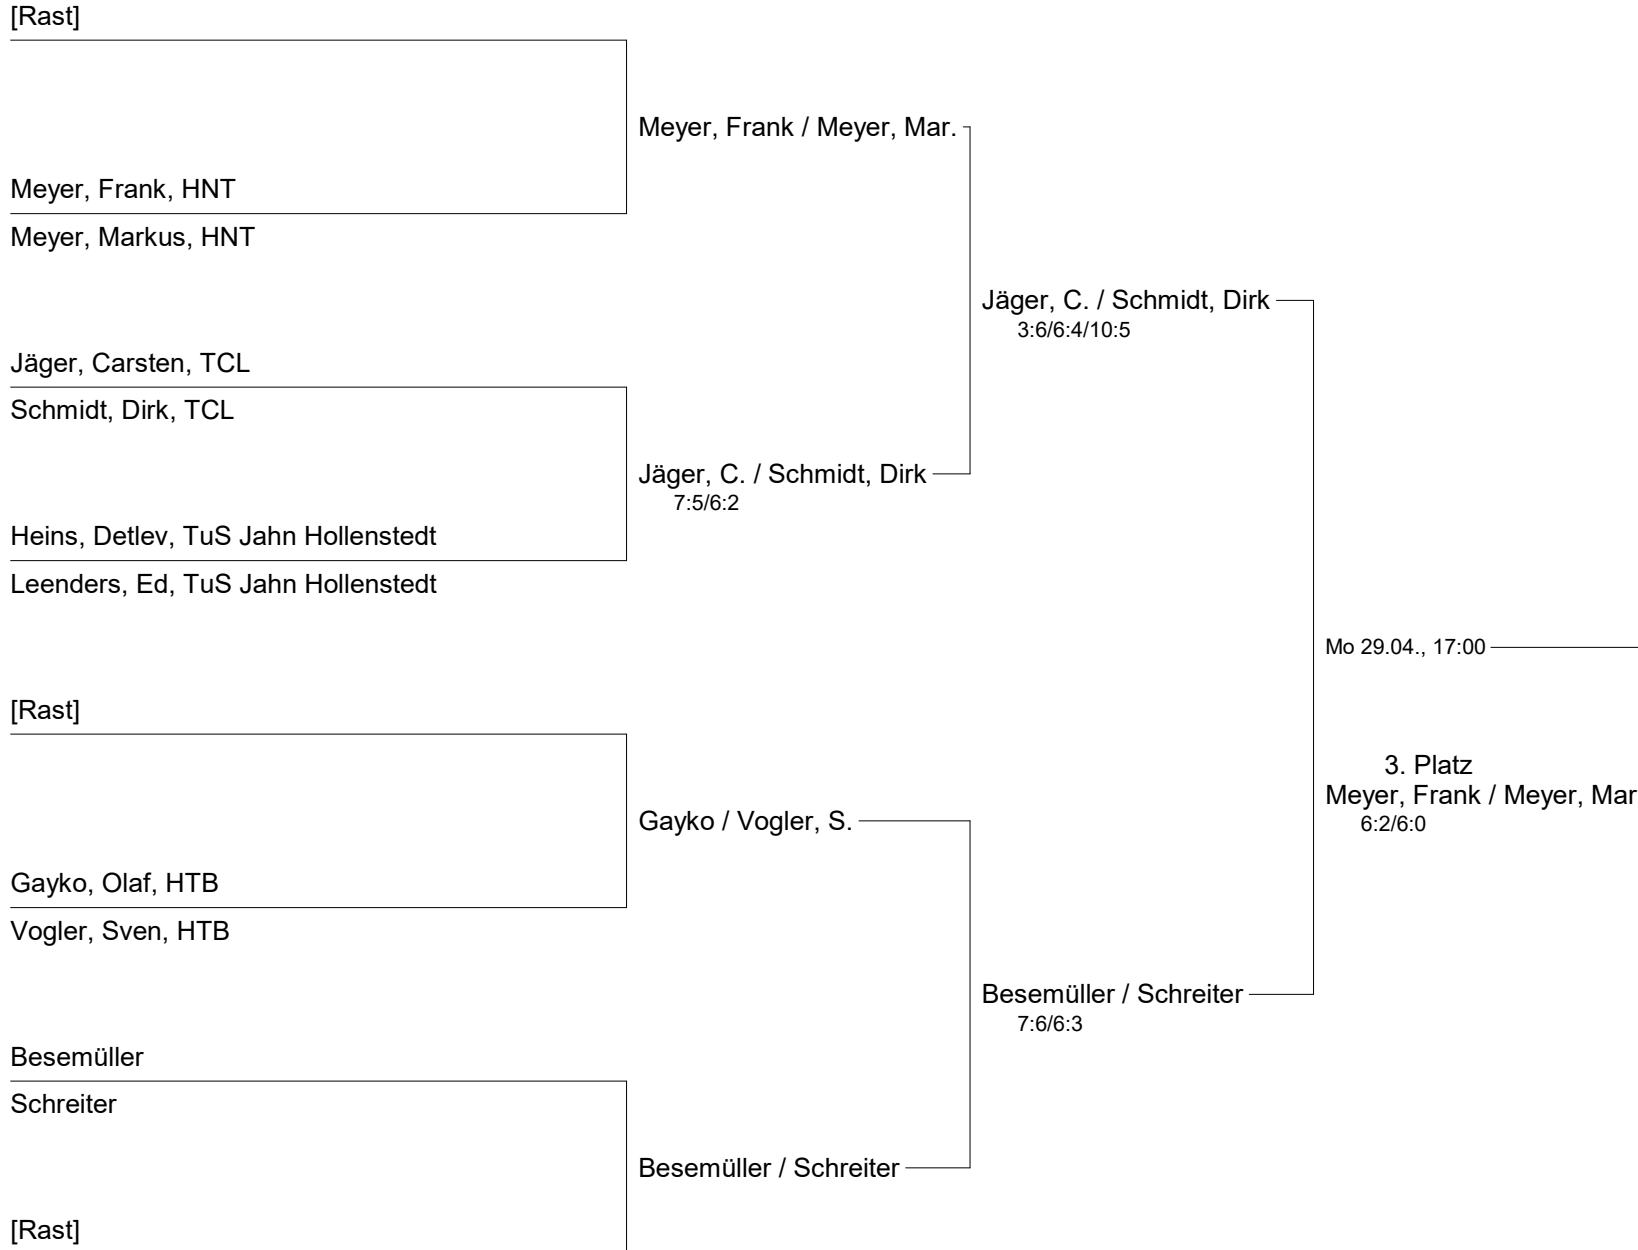 [Rast]
Meyer, Frank / Meyer, Mar.
Meyer, Frank, HNT
Meyer, Markus, HNT
Jäger, C. / Schmidt, Dirk
3:6/6:4/10:5
Jäger, Carsten, TCL
Schmidt, Dirk, TCL
Jäger, C. / Schmidt, Dirk
7:5/6:2
Heins, Detlev, TuS Jahn Hollenstedt
Leenders, Ed, TuS Jahn Hollenstedt
Mo 29.04., 17:00
[Rast]
3. Platz
Meyer, Frank / Meyer, Mar
6:2/6:0
Gayko / Vogler, S.
Gayko, Olaf, HTB
Vogler, Sven, HTB
Besemüller / Schreiter
7:6/6:3
Besemüller
Schreiter
Besemüller / Schreiter
[Rast]